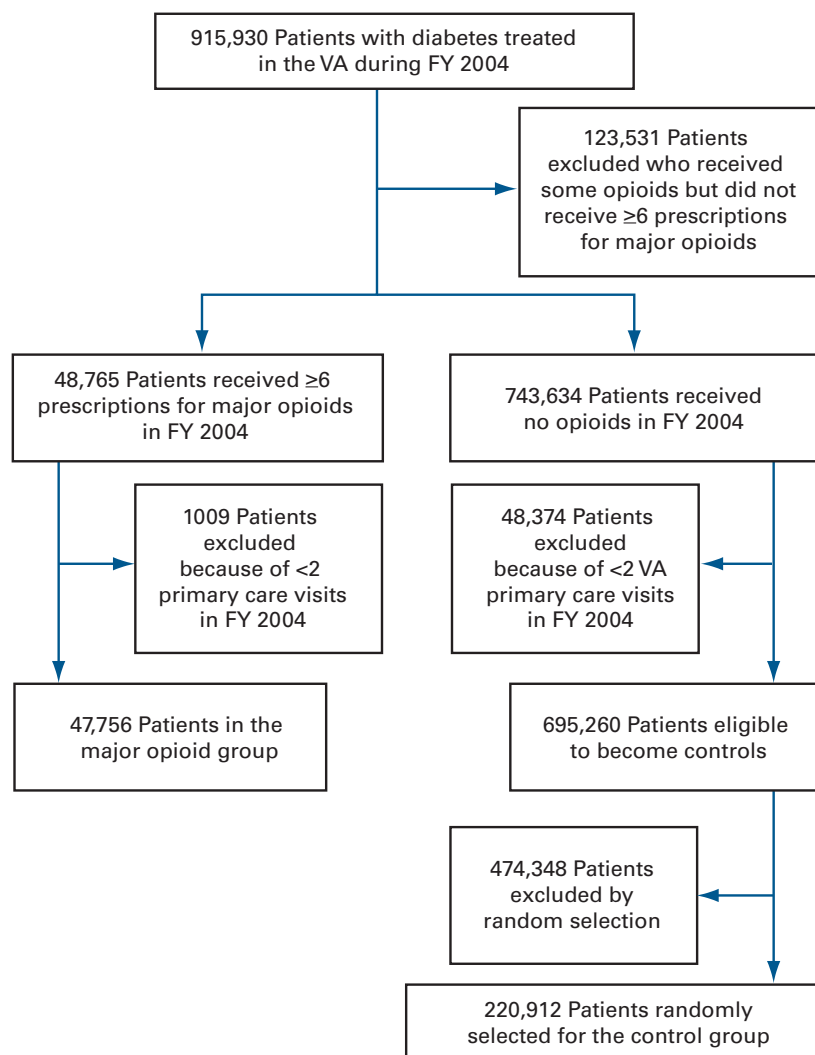 915,930 Patients with diabetes treated
in the VA during FY 2004
123,531 Patients
excluded who received
some opioids but did not
receive ≥6 prescriptions
for major opioids
48,765 Patients received ≥6
prescriptions for major opioids
in FY 2004
743,634 Patients received
no opioids in FY 2004
1009 Patients
excluded
because of <2
primary care visits
in FY 2004
48,374 Patients
excluded
because of <2 VA
primary care visits
in FY 2004
47,756 Patients in the
major opioid group
695,260 Patients eligible
to become controls
474,348 Patients
excluded by
random selection
220,912 Patients randomly
selected for the control group